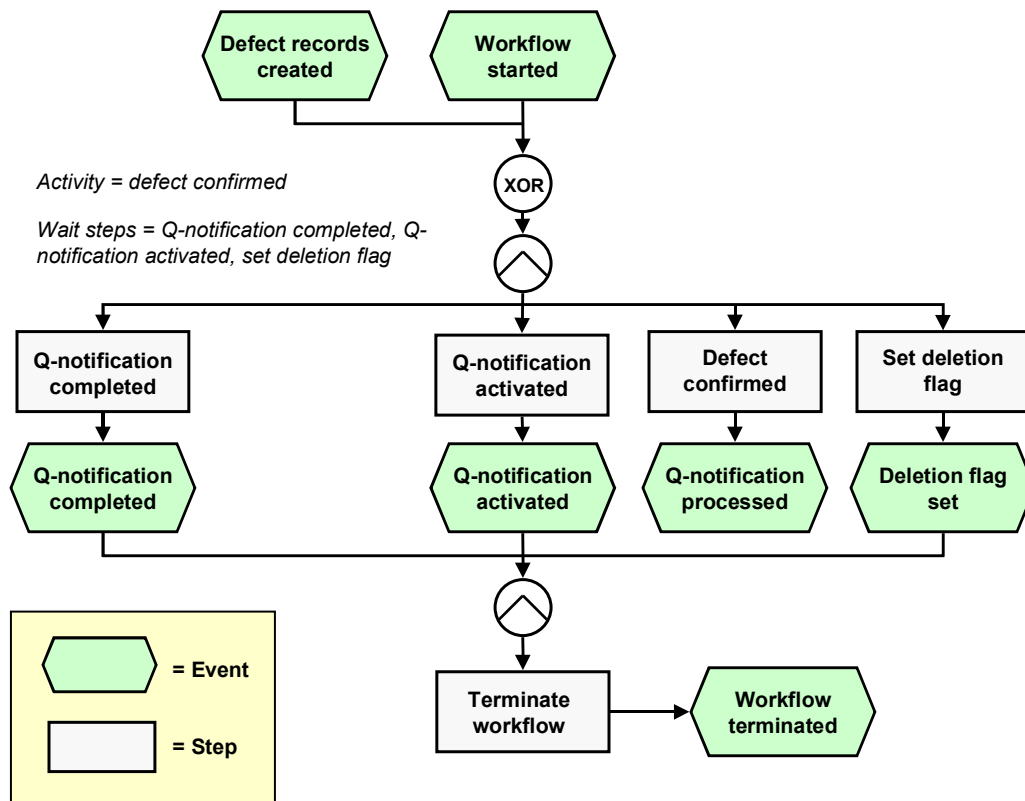 Defect records
created
Workflow
started
Activity = defect confirmed
XOR
Wait steps = Q-notification completed, Q-
notification activated, set deletion flag
Q-notification
completed
Q-notification
activated
Defect
confirmed
Set deletion
flag
Q-notification
completed
Q-notification
activated
Q-notification
processed
Deletion flag
set
= Event
= Step
Terminate
workflow
Workflow
terminated